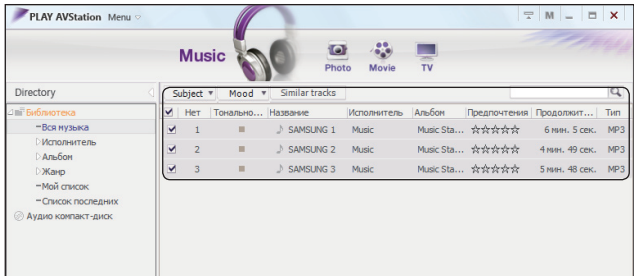 PLAY AVStation Menu
M
Music
Photo Movie TV
Directory
Subject Mood Similar tracks
Библиотека
Вся музыка
Исполнитель
Альбом
Жанр
Мой список
Список последних
Аудио компакт-диск
Нет Тонально... Название Исполнитель Альбом Предпочтения Продолжит... Тип
1 SAMSUNG 1 Music Music Sta... ☆☆☆☆☆ 6 мин. 5 сек. MP3
2 SAMSUNG 2 Music Music Sta... ☆☆☆☆☆ 4 мин. 49 сек. MP3
3 SAMSUNG 3 Music Music Sta... ☆☆☆☆☆ 5 мин. 48 сек. MP3